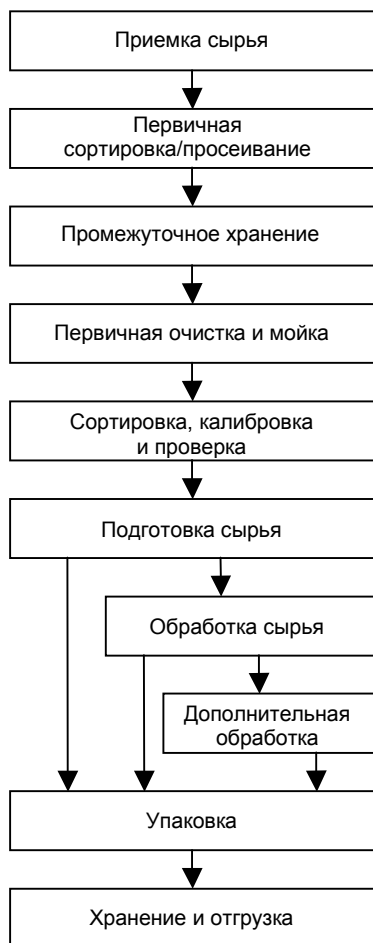 Приемка сырья
Первичная
сортировка/просеивание
Промежуточное хранение
Первичная очистка и мойка
Сортировка, калибровка
и проверка
Подготовка сырья
Обработка сырья
Дополнительная
обработка
Упаковка
Хранение и отгрузка